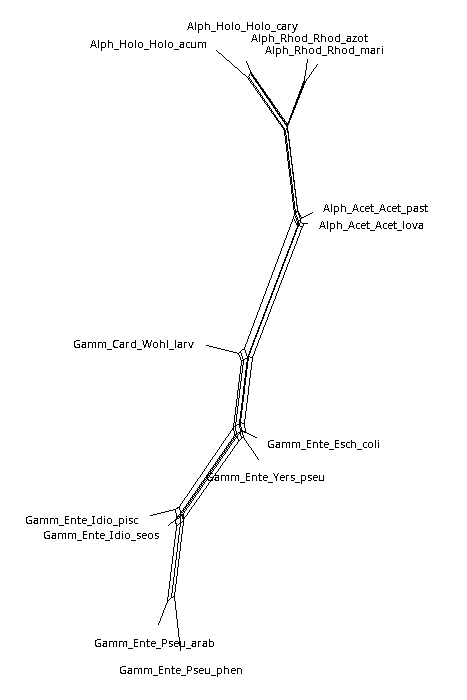 Alph_Holo_Holo_cary
Alph_Rhod_Rhod_azot
Alph_Holo_Holo_acum
Alph_Rhod_Rhod_mari
Alph_Acet_Acet_past
Alph_Acet_Acet_lova
Gamm_Card_Wohl_larv
Gamm_Ente_Esch_coli
Gamm_Ente_Yers_pseu
Gamm_Ente_Idio_pisc
Gamm_Ente_Idio_seos
Gamm_Ente_Pseu_arab
Gamm_Ente_Pseu_phen